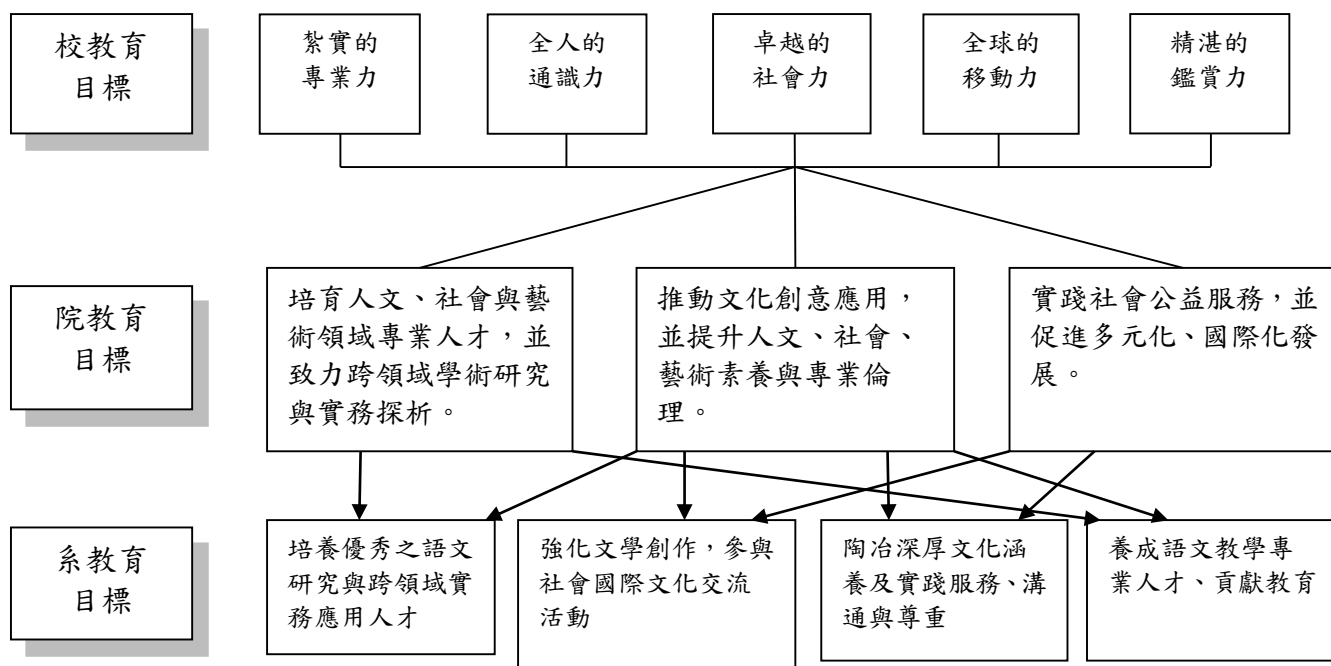 校教育
目標
紮實的
專業力
全人的
通識力
卓越的
社會力
全球的
移動力
精湛的
鑑賞力
院教育
目標
培育人文、社會與藝
術領域專業人才，並
致力跨領域學術研究
與實務探析。
推動文化創意應用，
並提升人文、社會、
藝術素養與專業倫
理。
實踐社會公益服務，並
促進多元化、國際化發
展。
系教育
目標
培養優秀之語文
研究與跨領域實
務應用人才
強化文學創作，參與
社會國際文化交流
活動
陶冶深厚文化涵
養及實踐服務、溝
通與尊重
養成語文教學專
業人才、貢獻教育